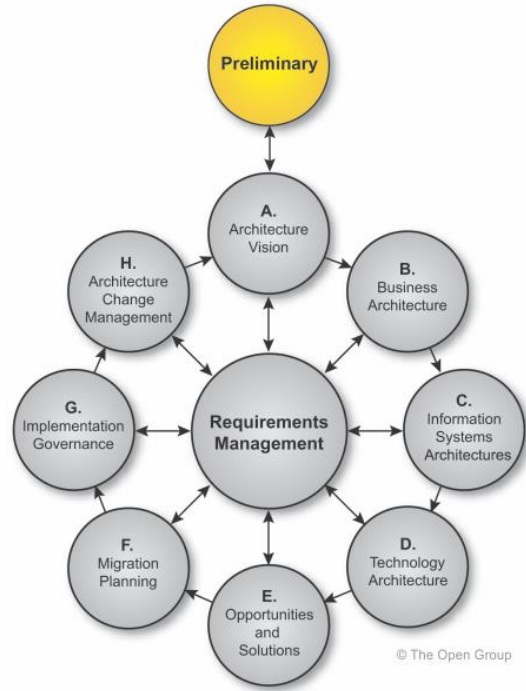 Preliminary
A.
Architecture
Vision
B.
Business
Architecture
C.
Information
Systems
Architectures
D.
Technology
Architecture
E.
Opportunities
and
Solutions
F.
Migration
Planning
G.
Implementation
Governance
H.
Architecture
Change
Management
Requirements
Management
© The Open Group